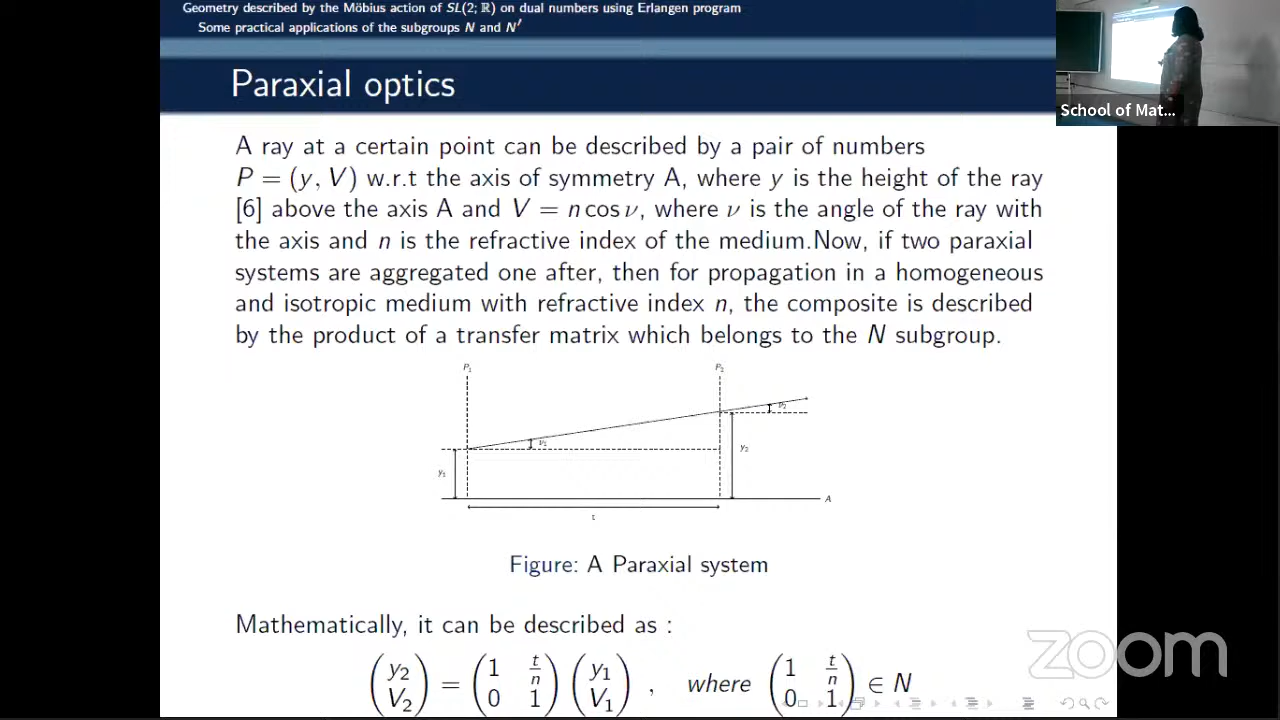 Geometry described by the Möbius action of SL(2; ℝ) on dual numbers using Erlangen program
Some practical applications of the subgroups N and N′
Paraxial optics
School of Mat...
A ray at a certain point can be described by a pair of numbers
P = (y, V) w.r.t the axis of symmetry A, where y is the height of the ray
[6] above the axis A and V = n cos ν, where ν is the angle of the ray with
the axis and n is the refractive index of the medium.Now, if two paraxial
systems are aggregated one after, then for propagation in a homogeneous
and isotropic medium with refractive index n, the composite is described
by the product of a transfer matrix which belongs to the N subgroup.
P₁ P₂
ν₂
ν₁ y₂
y₁
A
t
Figure: A Paraxial system
Mathematically, it can be described as :
(y₂ V₂) = (1 t/n 0 1) (y₁ V₁) , where (1 t/n 0 1) ∈ N
zoom